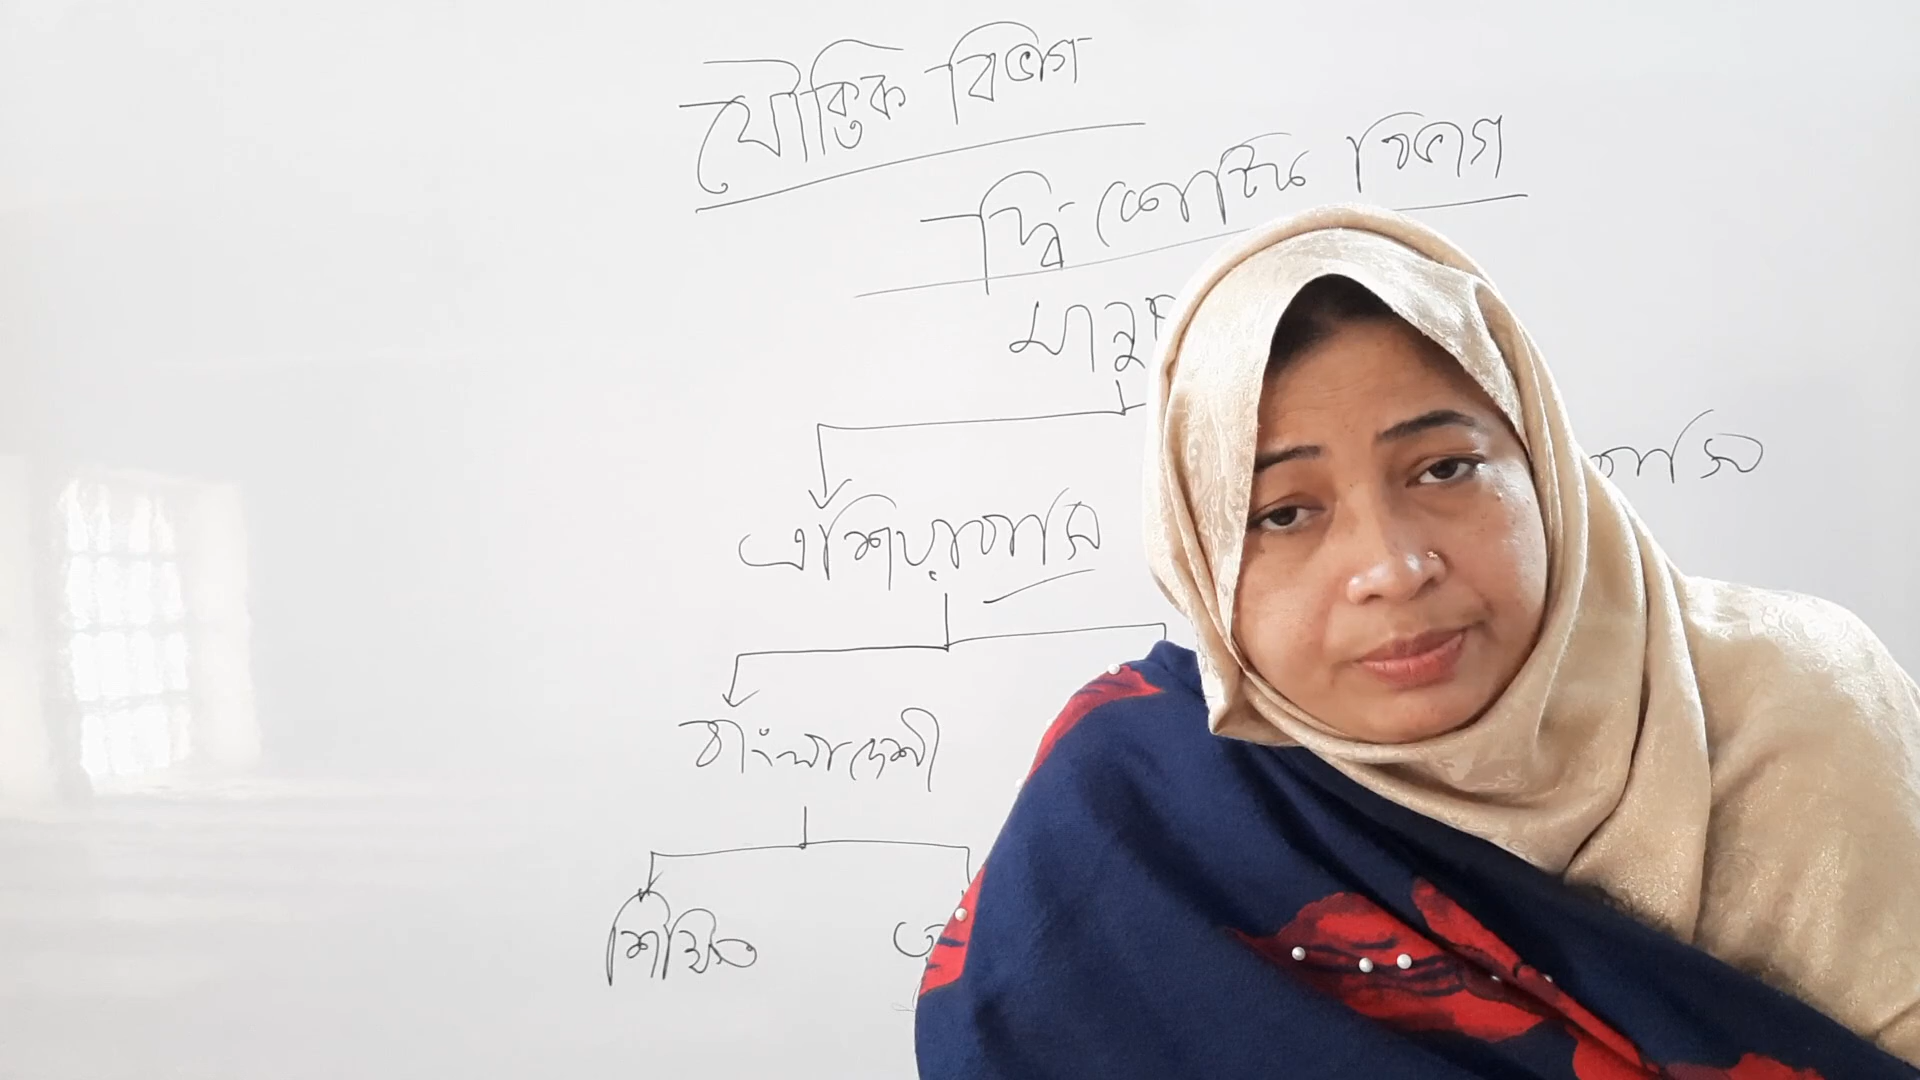 যৌক্তিক বিভাগ
দ্বি কোটিক বিভাগ
মানুষ
এশিয়াবাসি
বাংলাদেশী
শিক্ষিত